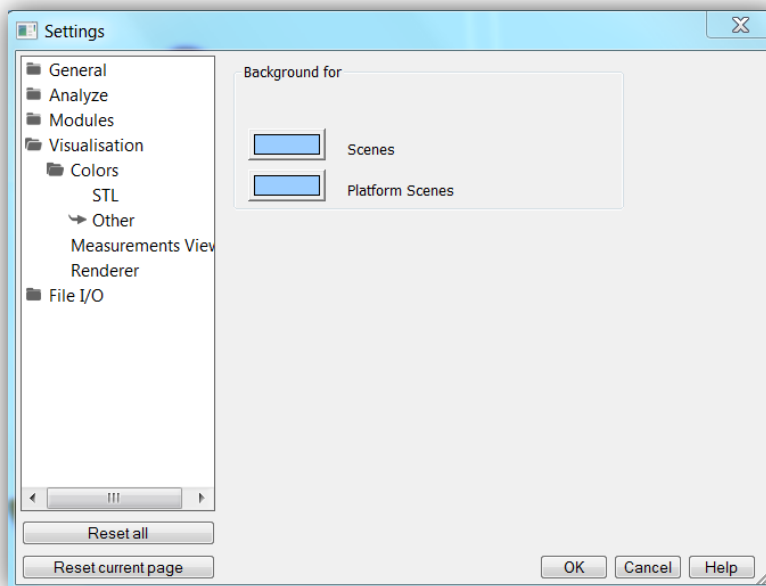 Settings
General
Analyze
Modules
Visualisation
Colors
STL
Other
Measurements View
Renderer
File I/O
Reset all
Reset current page
Background for
Scenes
Platform Scenes
OK
Cancel
Help